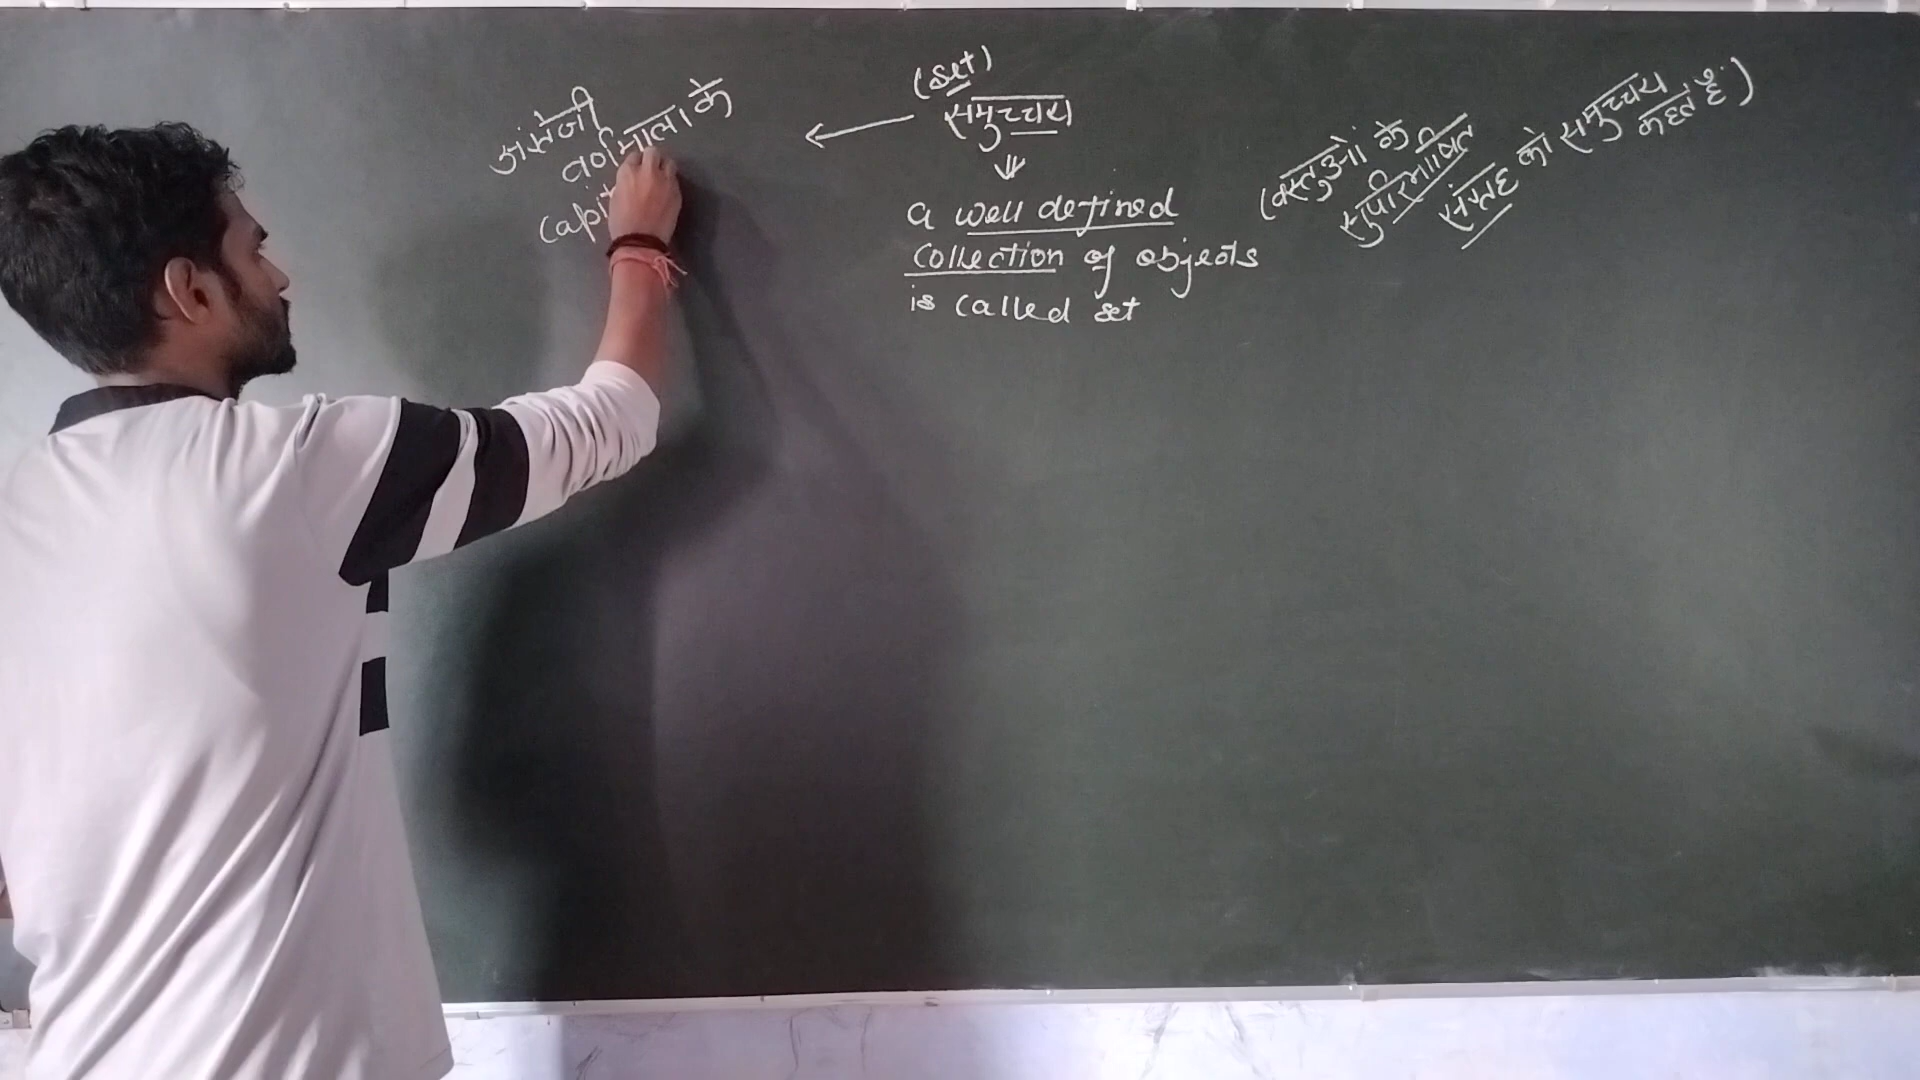 अंग्रेजी
वर्णमाला के
(set)
समुच्चय
⇓
a well defined
collection of objects
is called set
(वस्तुओं के
सुपरिभाषित
संग्रह को समुच्चय
कहते हैं)